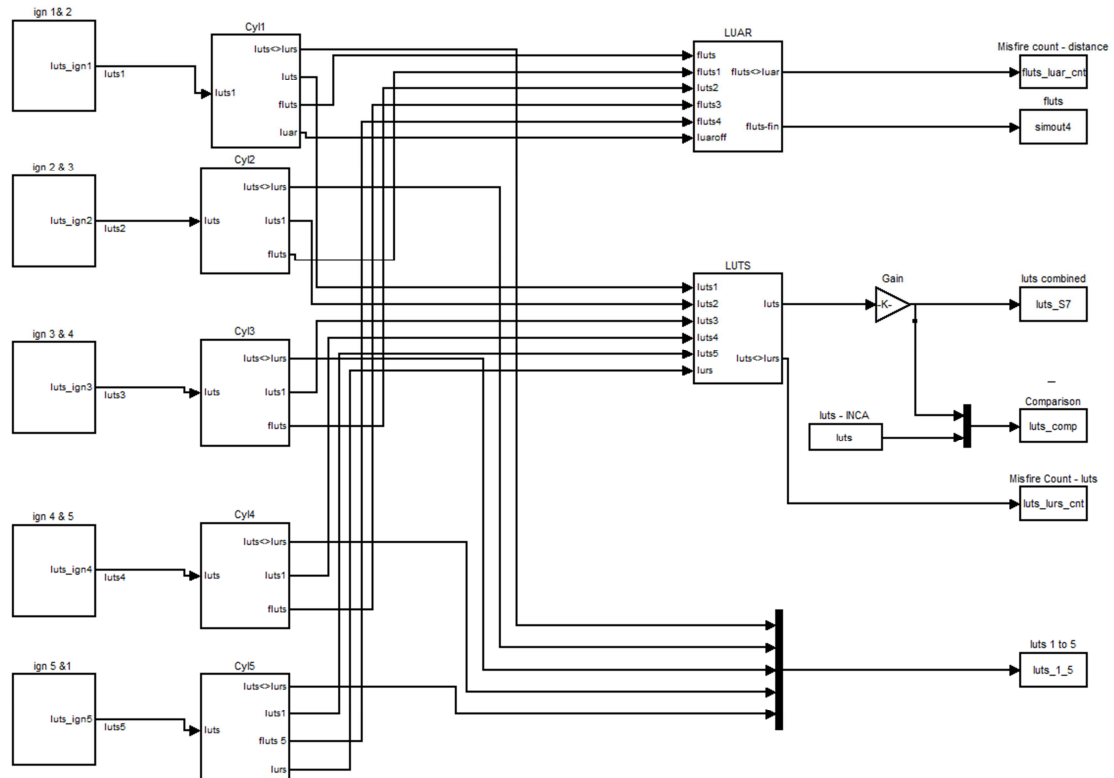 ign 1& 2
luts_ign1
luts1
Cyl1
luts1
luts<>lurs
luts
fluts
luar
ign 2 & 3
luts_ign2
luts2
Cyl2
luts
luts<>lurs
luts1
fluts
ign 3 & 4
luts_ign3
luts3
Cyl3
luts
luts<>lurs
luts1
fluts
ign 4 & 5
luts_ign4
luts4
Cyl4
luts
luts<>lurs
luts1
fluts
ign 5 &1
luts_ign5
luts5
Cyl5
luts
luts<>lurs
luts1
fluts 5
lurs
LUAR
fluts
fluts1
luts2
fluts3
fluts4
luaroff
fluts<>luar
fluts-fin
Misfire count - distance
fluts_luar_cnt
fluts
simout4
LUTS
luts1
luts2
luts3
luts4
luts5
lurs
luts
luts<>lurs
Gain
-K-
luts combined
luts_S7
luts - INCA
luts
Comparison
luts_comp
Misfire Count - luts
luts_lurs_cnt
luts 1 to 5
luts_1_5